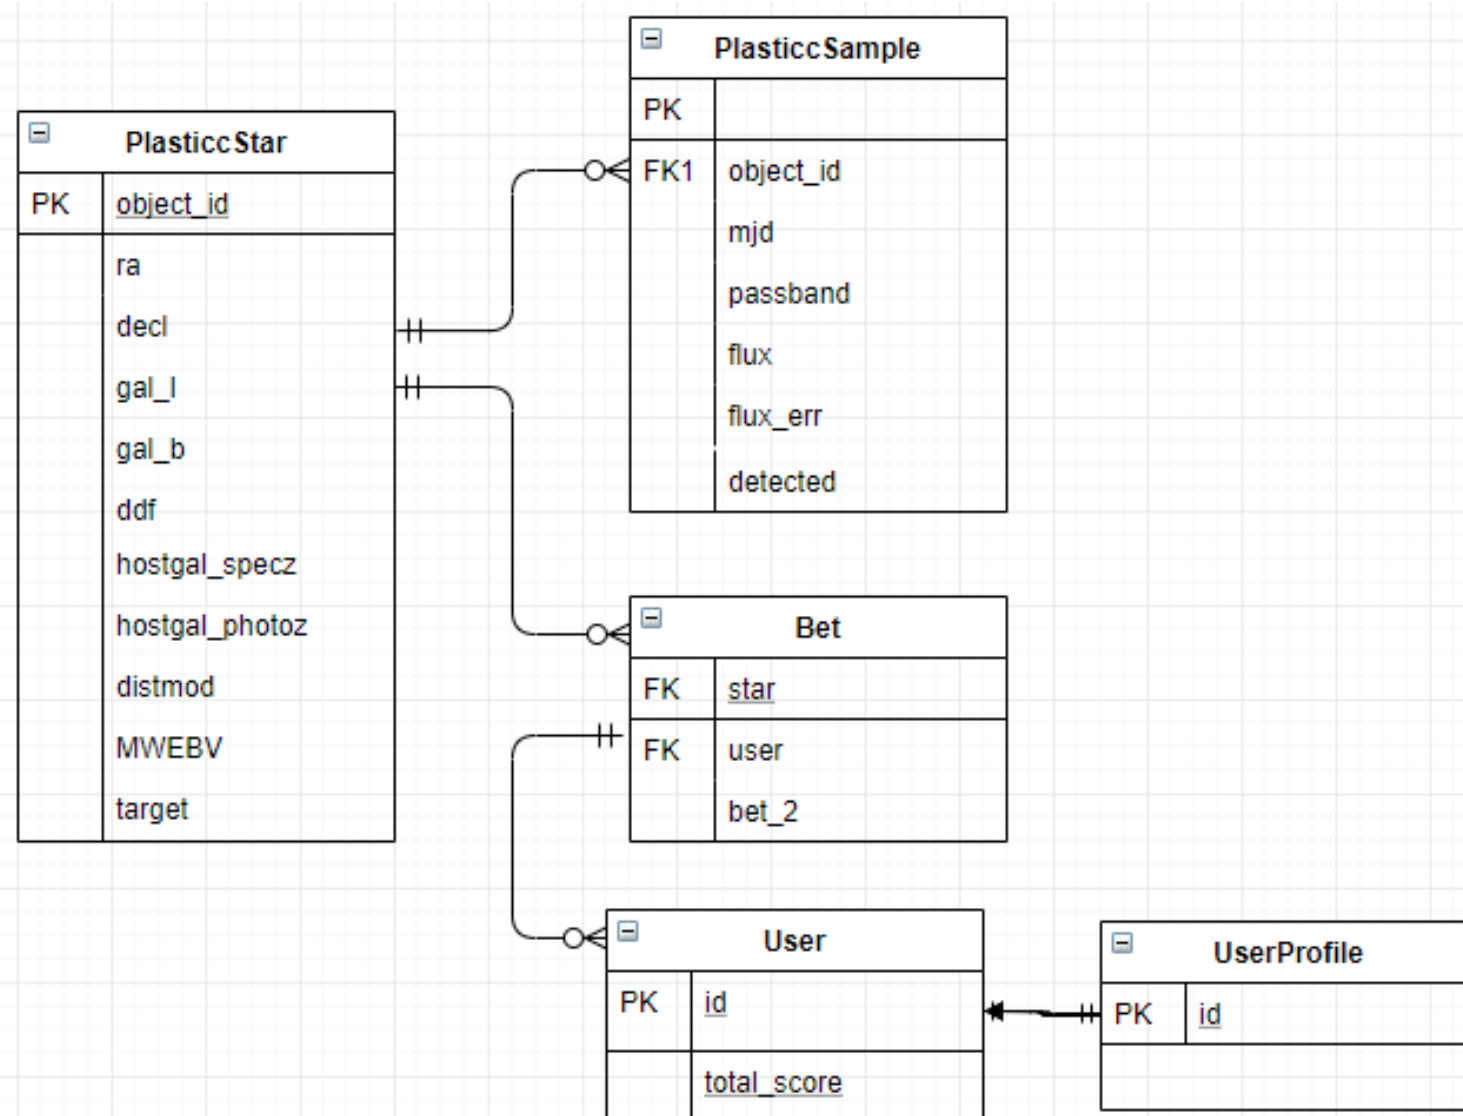 PlasticcStar
PK object_id
ra
decl
gal_l
gal_b
ddf
hostgal_specz
hostgal_photoz
distmod
MWEBV
target
PlasticcSample
PK
FK1 object_id
mjd
passband
flux
flux_err
detected
Bet
FK star
FK user
bet_2
User
PK id
total_score
UserProfile
PK id